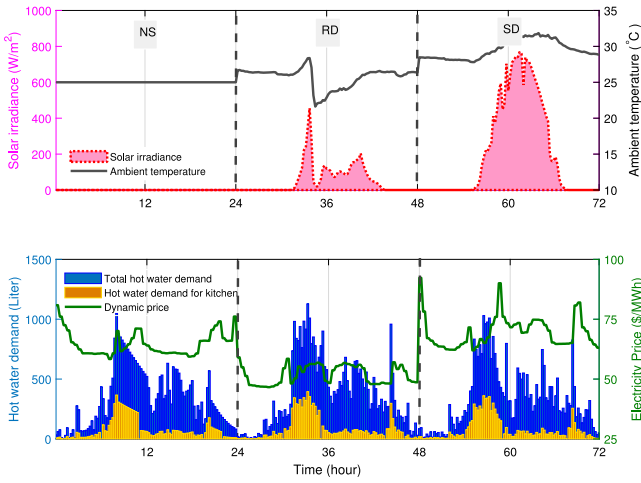 1000
800
600
400
200
0
Solar irradiance (W/m²)
NS
RD
SD
35
30
25
20
15
10
Ambient temperature (°C)
Solar irradiance
Ambient temperature
12
24
36
48
60
72
1500
1000
500
0
Hot water demand (Liter)
Total hot water demand
Hot water demand for kitchen
Dynamic price
100
75
50
25
Electricity Price ($/MWh)
12
24
36
48
60
72
Time (hour)